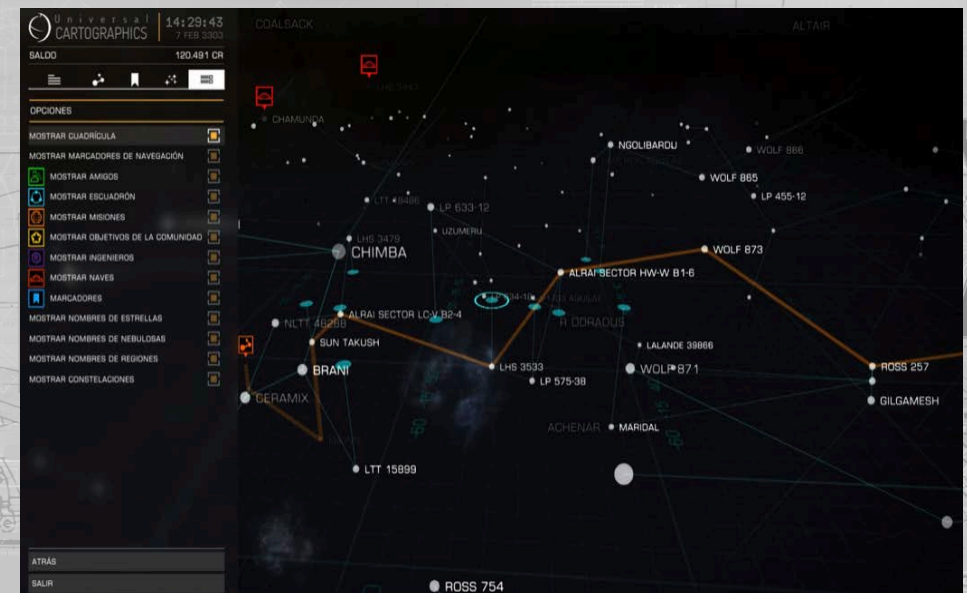 Universal
CARTOGRAPHICS
14:29:43
7 FEB 3303
SALDO
120.491 CR
OPCIONES
MOSTRAR CUADRÍCULA
MOSTRAR MARCADORES DE NAVEGACIÓN
MOSTRAR AMIGOS
MOSTRAR ESCUADRÓN
MOSTRAR MISIONES
MOSTRAR OBJETIVOS DE LA COMUNIDAD
MOSTRAR INGENIEROS
MOSTRAR NAVES
MARCADORES
MOSTRAR NOMBRES DE ESTRELLAS
MOSTRAR NOMBRES DE NEBULOSAS
MOSTRAR NOMBRES DE REGIONES
MOSTRAR CONSTELACIONES
ATRÁS
SALIR
COALSACK
ALTAIR
CHAMUNDA
NGOLIBARDU
WOLF 866
WOLF 865
LP 455-12
LP 633-12
UZUMERU
LHS 3479
CHIMBA
WOLF 873
ALRAI SECTOR HW-W B1-6
ALRAI SECTOR LC-V B2-4
NLTT 48288
R DORADUS
SUN TAKUSH
LALANDE 39866
BRANI
LHS 3533
WOLF 871
ROSS 257
LP 575-38
CERAMIX
GILGAMESH
ACHENAR
MARIDAL
LTT 15899
ROSS 754